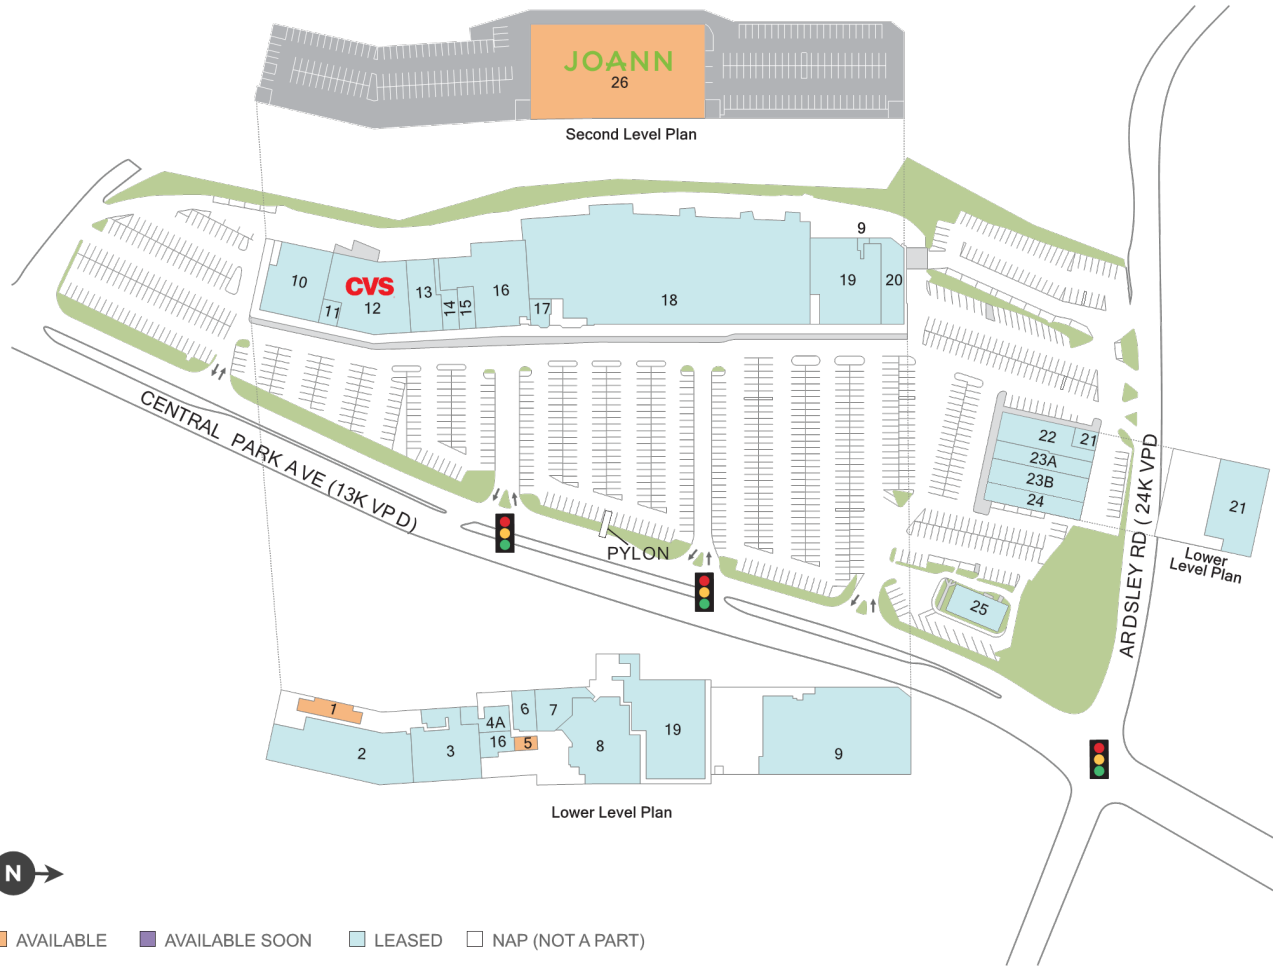 JOANN
26
Second Level Plan
9
10
CVS
11
12
13
14
15
16
17
18
19
20
CENTRAL PARK AVE (13K VPD)
PYLON
22
21
23A
23B
24
25
ARDSLEY RD ( 24K VPD
21
Lower
Level Plan
1
2
3
4A
16
5
6
7
8
19
9
Lower Level Plan
N
AVAILABLE
AVAILABLE SOON
LEASED
NAP (NOT A PART)